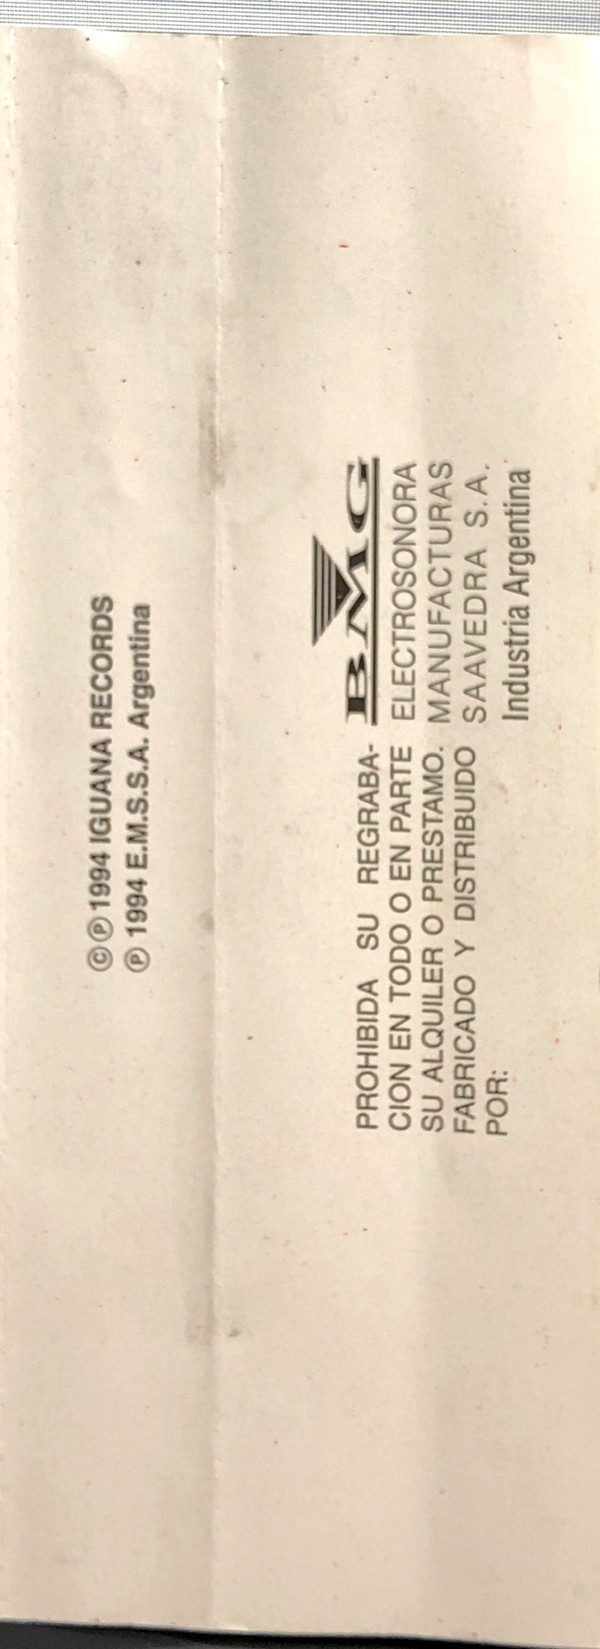 ©℗ 1994 IGUANA RECORDS
℗ 1994 E.M.S.S.A. Argentina
PROHIBIDA SU REGRABA-
CION EN TODO O EN PARTE
SU ALQUILER O PRESTAMO.
FABRICADO Y DISTRIBUIDO
POR:
BMG
ELECTROSONORA
MANUFACTURAS
SAAVEDRA S.A.
Industria Argentina